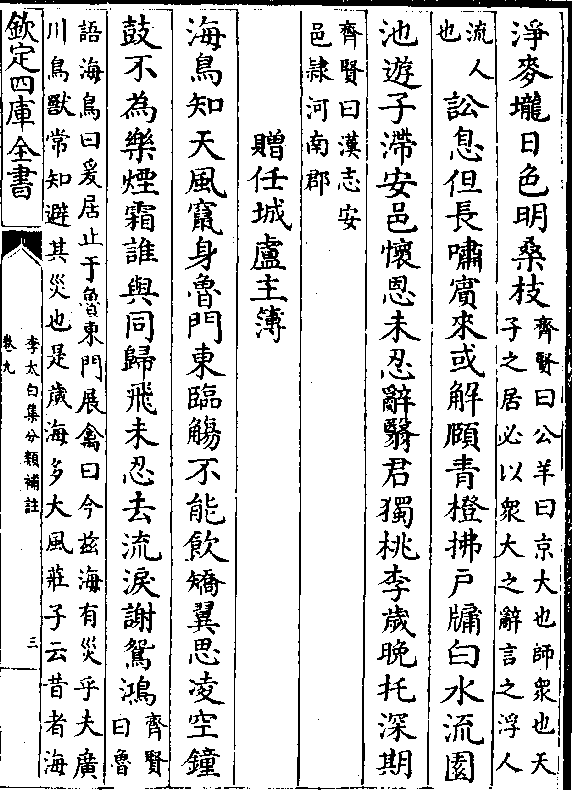 淨麥壠日色明桑枝齊賢曰公羊曰京大也師衆也天
子之居必以衆大之辭言之浮人
流人
也
訟息但長嘯賓來或解頤青橙拂戶牖白水流園
池遊子滯安邑懷恩未忍辭翳君獨桃李歲晚托深期
齊賢曰漢志安
邑隸河南郡
贈任城盧主簿
海鳥知天風竄身魯門東臨觴不能飲矯翼思凌空鐘
鼓不為樂煙霜誰與同歸飛未忍去流淚謝鴛鴻齊賢
曰魯
語海鳥曰爰居止于魯東門展禽曰今兹海有災乎夫廣
川鳥獸常知避其災也是歲海多大風莊子云昔者海
欽定四庫全書
李太白集分類補註
卷九
三